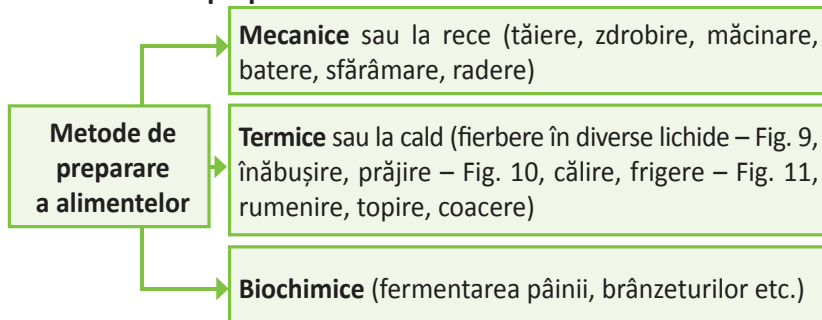 Mecanice sau la rece (tăiere, zdrobire, măcinare,
batere, sfărâmare, radere)
Metode de
preparare
a alimentelor
Termice sau la cald (fierbere în diverse lichide – Fig. 9,
înăbușire, prăjire – Fig. 10, călire, frigere – Fig. 11,
rumenire, topire, coacere)
Biochimice (fermentarea pâinii, brânzeturilor etc.)